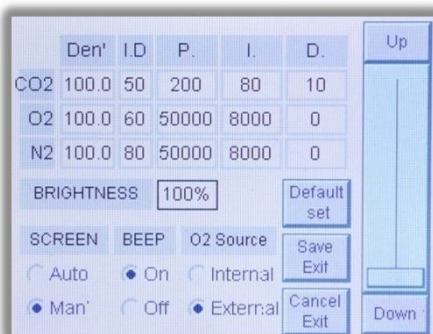 Den' I.D P. I. D. Up
CO2 100.0 50 200 80 10
O2 100.0 60 50000 8000 0
N2 100.0 80 50000 8000 0
BRIGHTNESS 100% Default set
SCREEN BEEP O2 Source Save Exit
Auto On Internal
Man' Off External Cancel Exit
Down